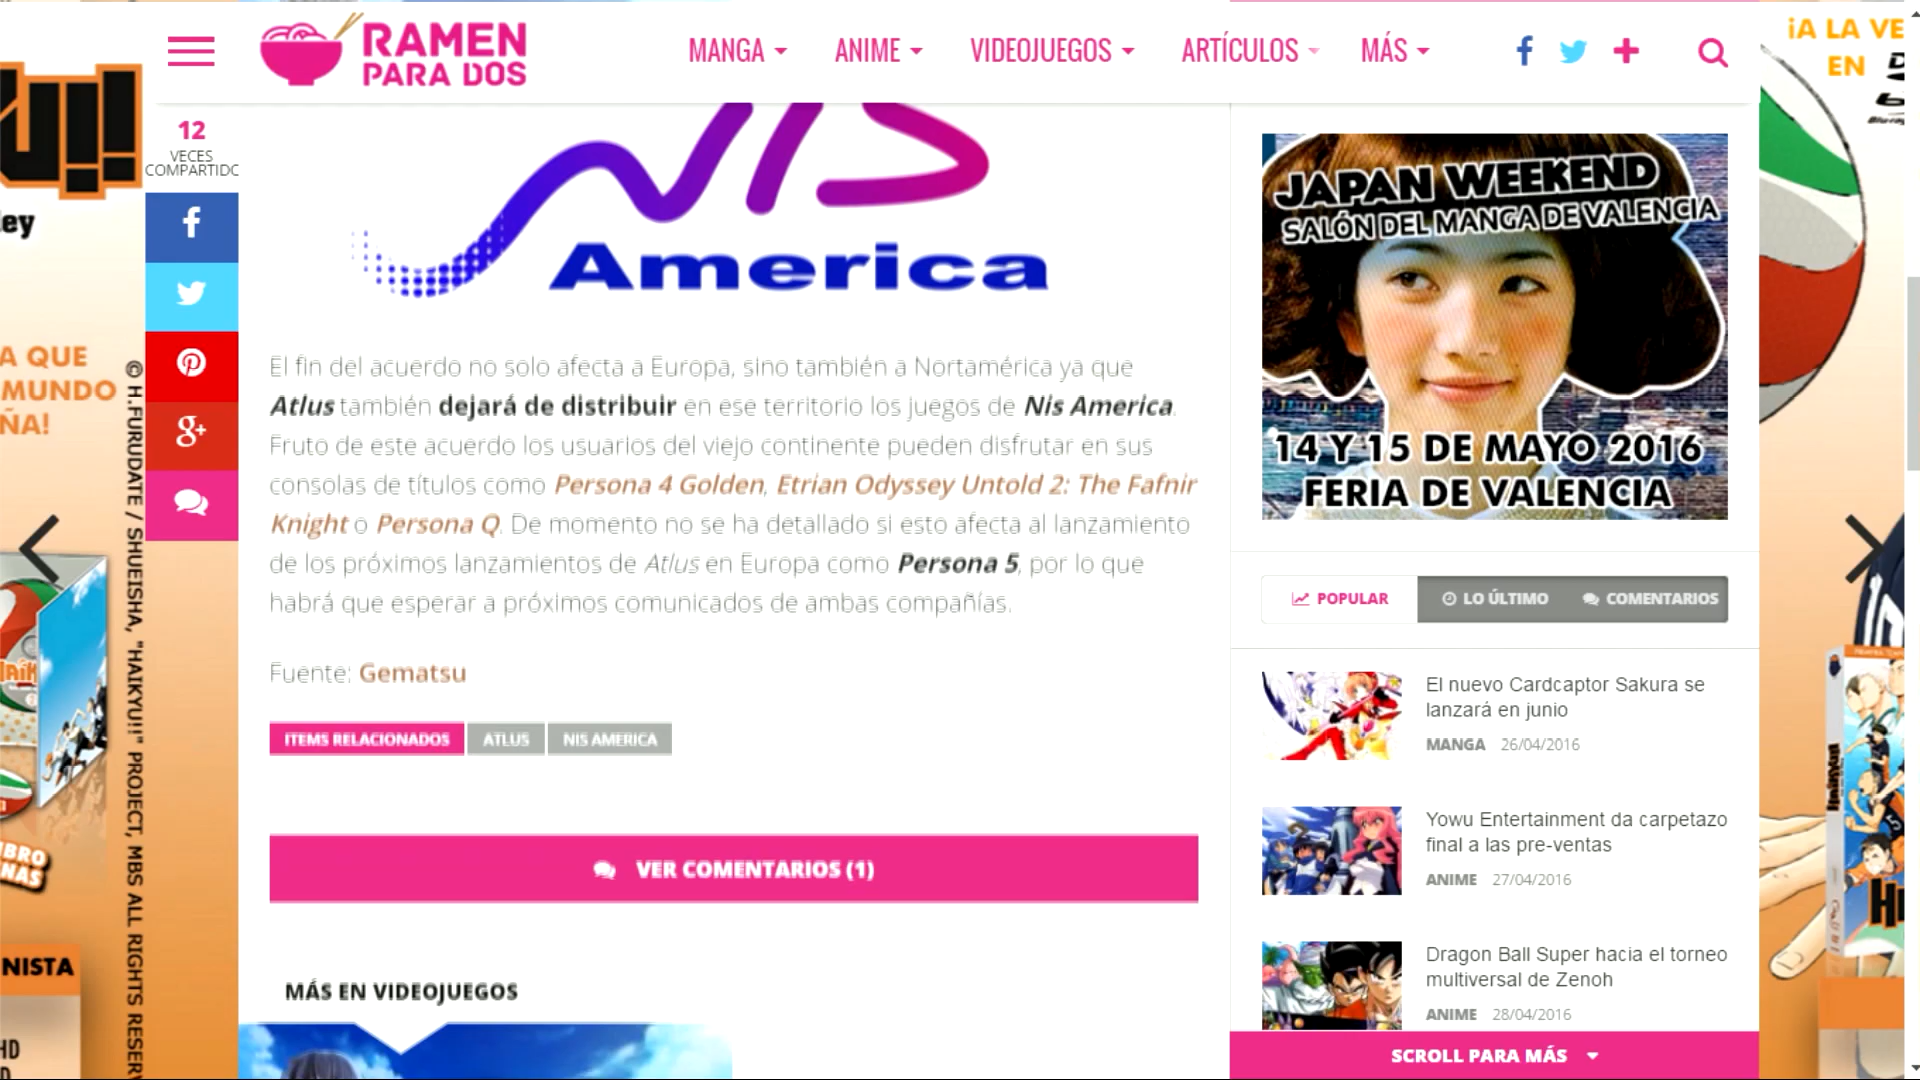 RAMEN
PARA DOS
MANGA
ANIME
VIDEOJUEGOS
ARTÍCULOS
MÁS
12
VECES
COMPARTIDO
NIS
America
El fin del acuerdo no solo afecta a Europa, sino también a Nortamérica ya que
Atlus también dejará de distribuir en ese territorio los juegos de Nis America.
Fruto de este acuerdo los usuarios del viejo continente pueden disfrutar en sus
consolas de títulos como Persona 4 Golden, Etrian Odyssey Untold 2: The Fafnir
Knight o Persona Q. De momento no se ha detallado si esto afecta al lanzamiento
de los próximos lanzamientos de Atlus en Europa como Persona 5, por lo que
habrá que esperar a próximos comunicados de ambas compañías.
Fuente: Gematsu
ITEMS RELACIONADOS
ATLUS
NIS AMERICA
VER COMENTARIOS (1)
MÁS EN VIDEOJUEGOS
JAPAN WEEKEND
SALÓN DEL MANGA DE VALENCIA
14 Y 15 DE MAYO 2016
FERIA DE VALENCIA
POPULAR
LO ÚLTIMO
COMENTARIOS
El nuevo Cardcaptor Sakura se
lanzará en junio
MANGA 26/04/2016
Yowu Entertainment da carpetazo
final a las pre-ventas
ANIME 27/04/2016
Dragon Ball Super hacia el torneo
multiversal de Zenoh
ANIME 28/04/2016
SCROLL PARA MÁS
ley
A QUE
MUNDO
ÑA!
© H.FURUDATE / SHUEISHA, "HAIKYU!!" PROJECT, MBS ALL RIGHTS RESERV
NISTA
HD
¡A LA VE
EN